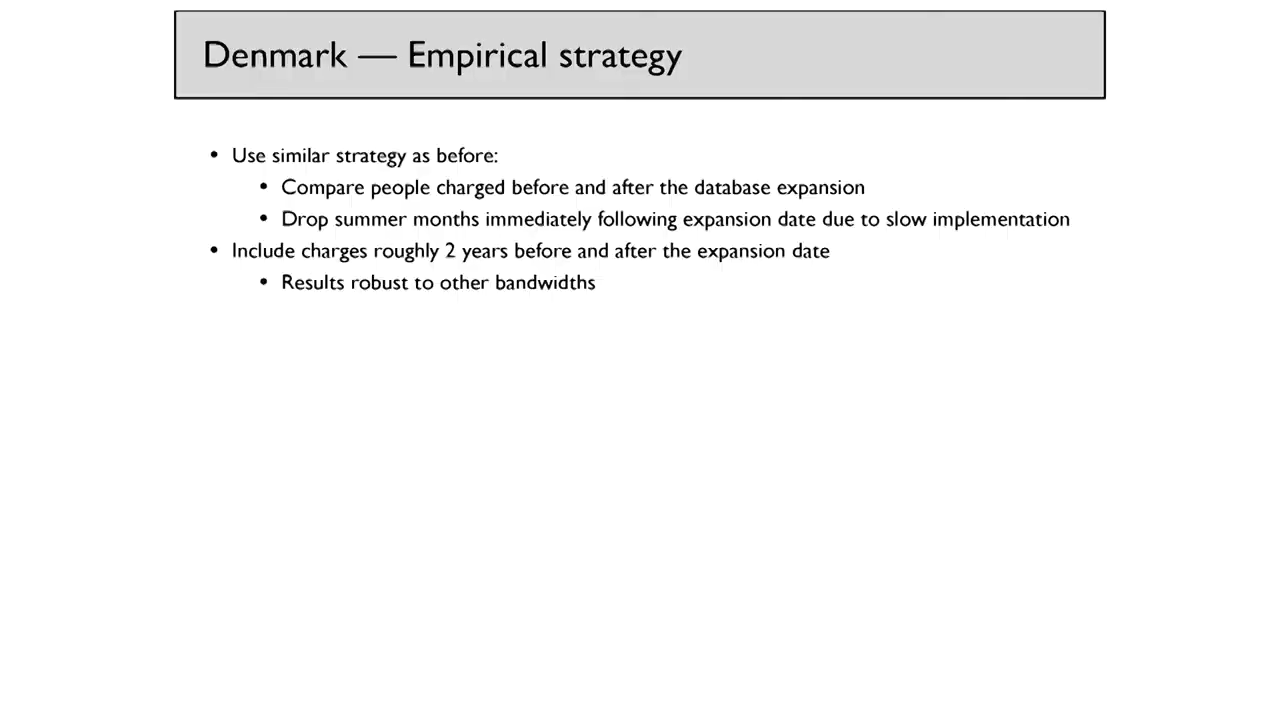 Denmark — Empirical strategy
• Use similar strategy as before:
• Compare people charged before and after the database expansion
• Drop summer months immediately following expansion date due to slow implementation
• Include charges roughly 2 years before and after the expansion date
• Results robust to other bandwidths